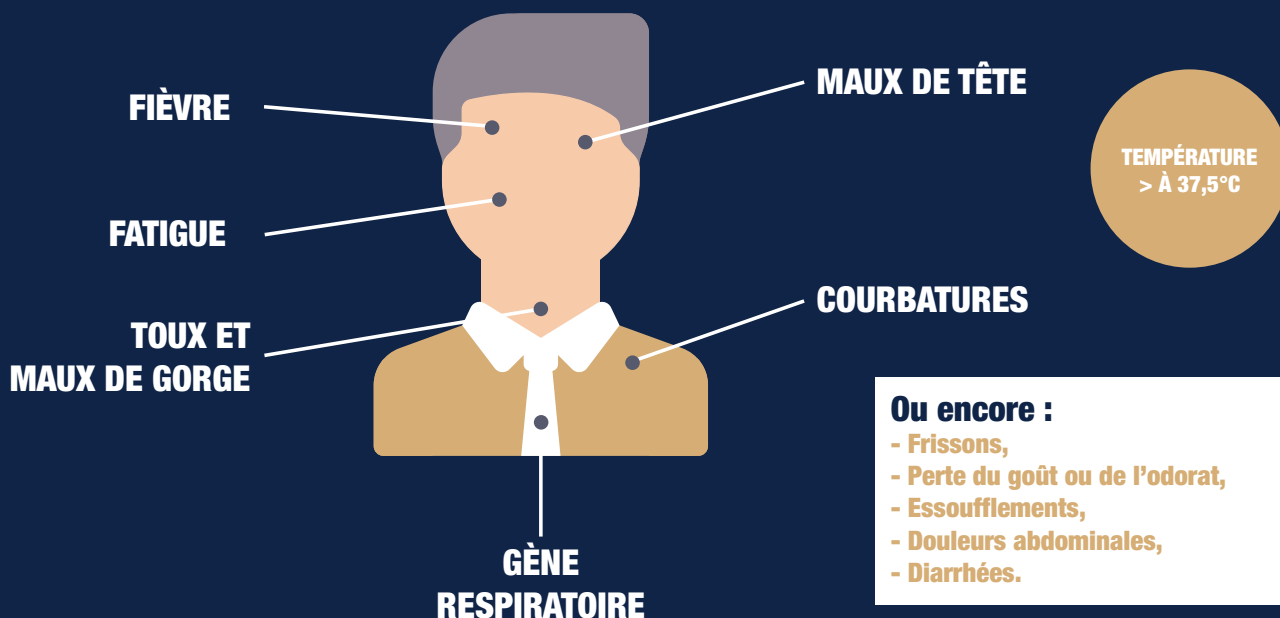 FIÈVRE
FATIGUE
TOUX ET
MAUX DE GORGE
GÈNE
RESPIRATOIRE
MAUX DE TÊTE
COURBATURES
TEMPÉRATURE
> À 37,5°C
Ou encore :
- Frissons,
- Perte du goût ou de l’odorat,
- Essoufflements,
- Douleurs abdominales,
- Diarrhées.